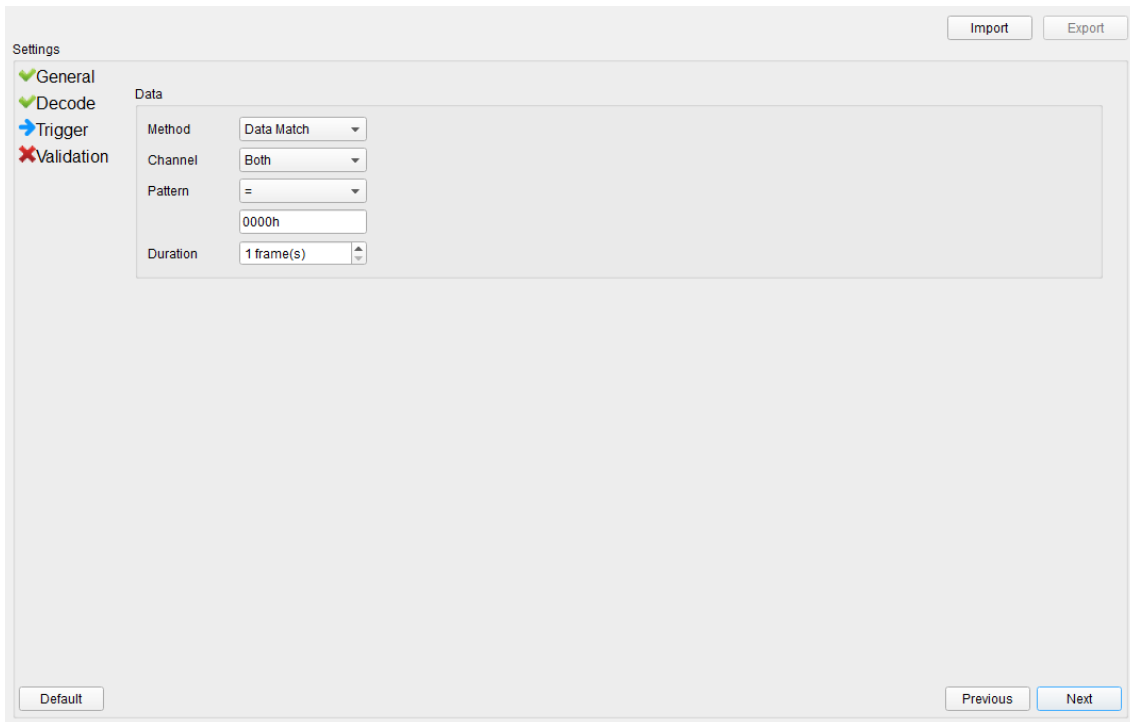 Import Export
Settings
General
Decode
Trigger
Validation
Data
Method Data Match
Channel Both
Pattern =
0000h
Duration 1 frame(s)
Default Previous Next